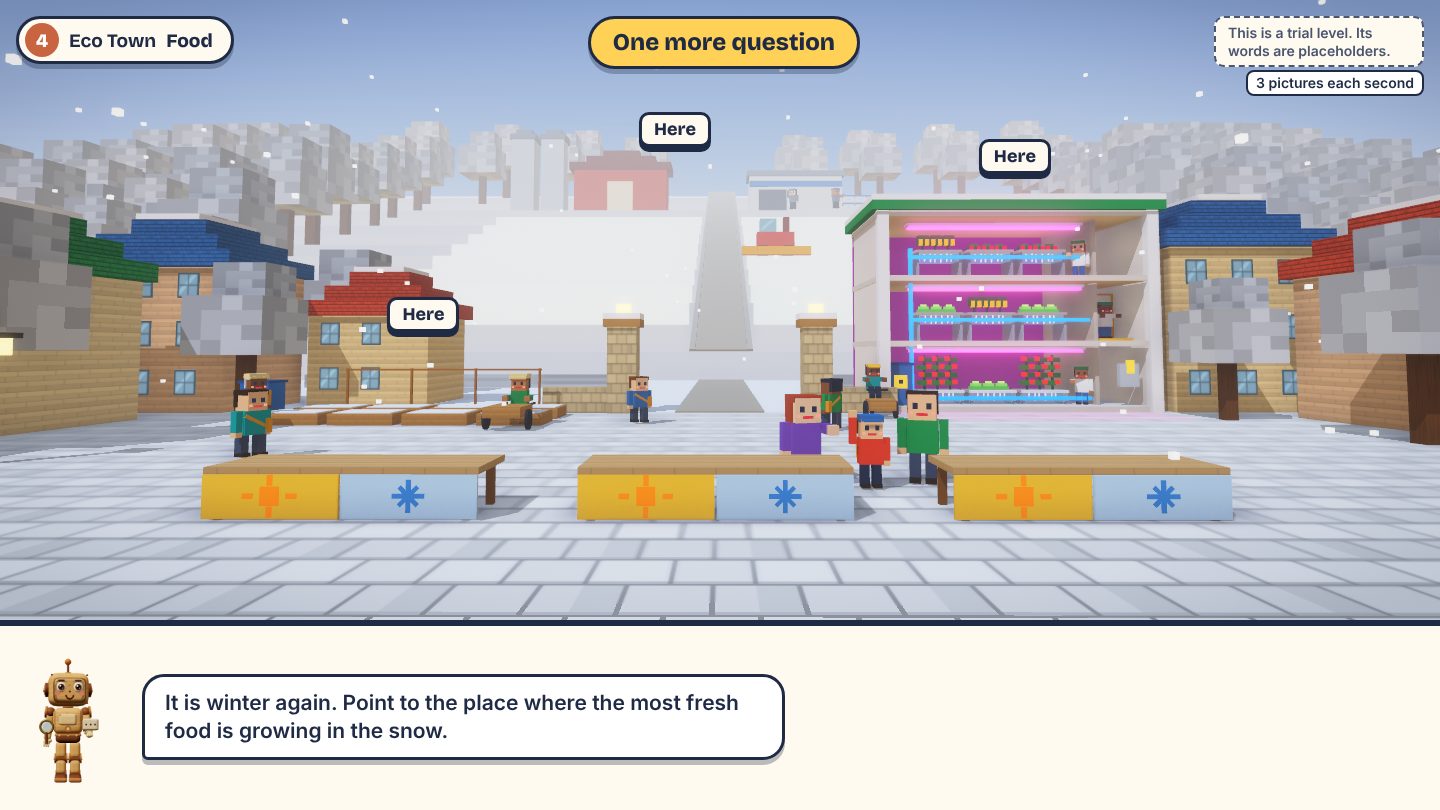 4 Eco Town Food
One more question
This is a trial level. Its
words are placeholders.
3 pictures each second
Here
Here
Here
It is winter again. Point to the place where the most fresh
food is growing in the snow.